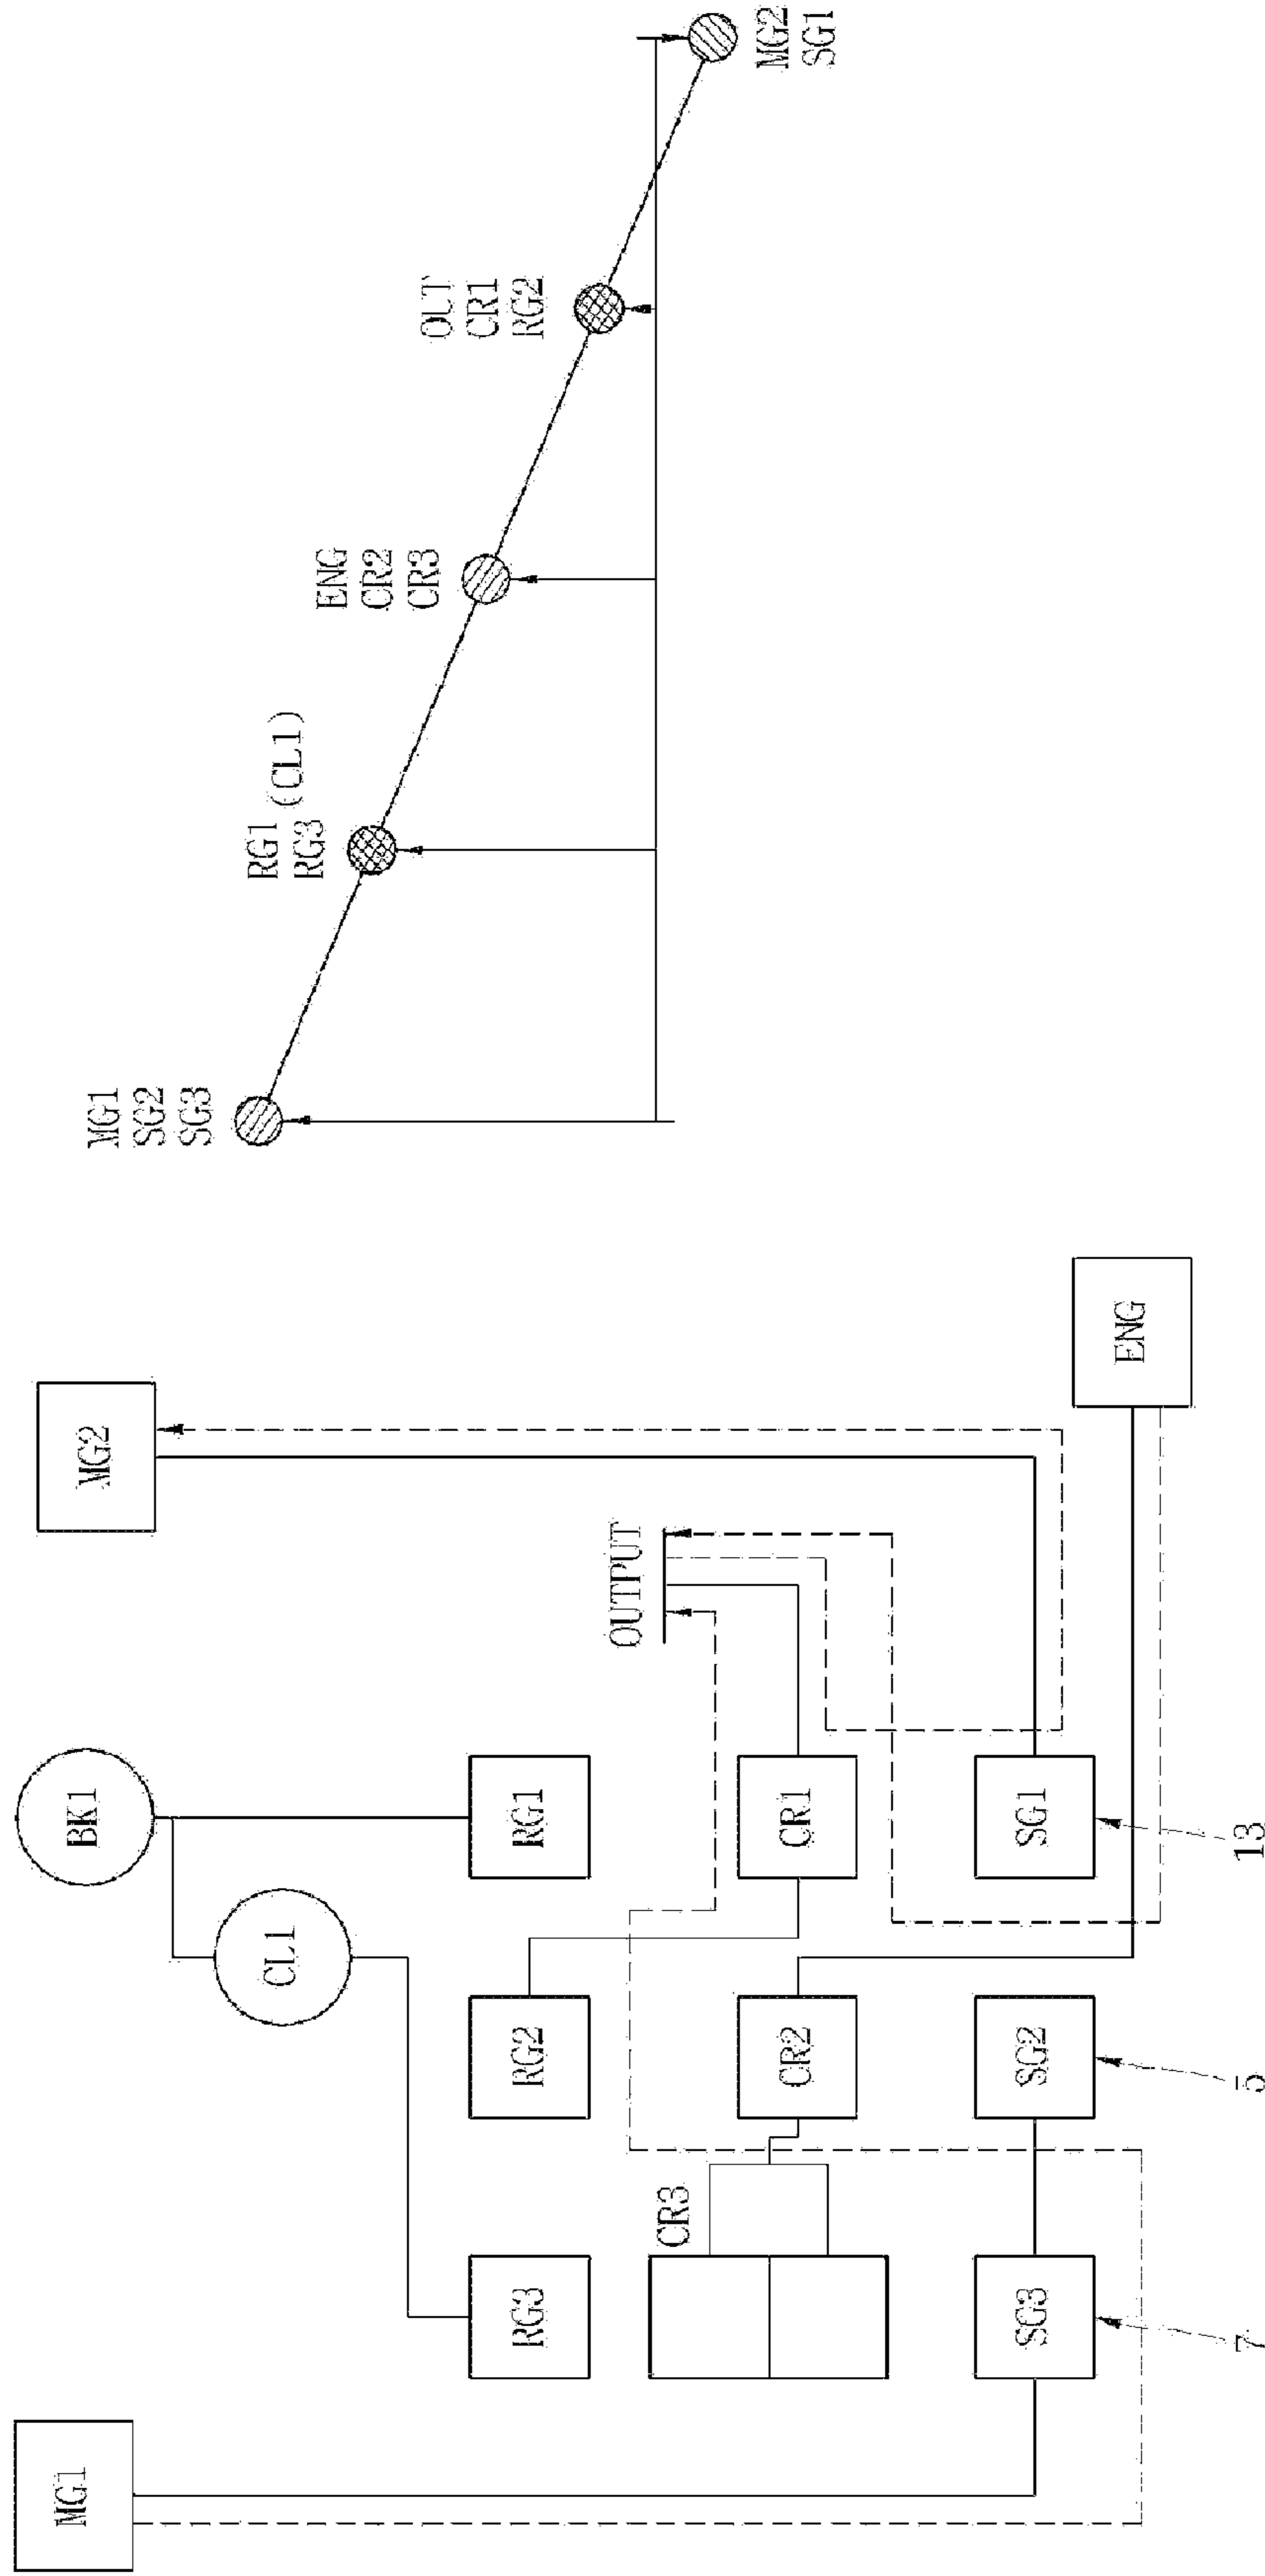 MG1
SG2
SG3
RG1 (CL1)
RG3
ENG
CR2
CR3
OUT
CR1
RG2
MG2
SG1
MG1
BK1
MG2
CL1
RG3
RG2
RG1
OUTPUT
CR3
CR2
CR1
SG3
SG2
SG1
ENG
7
5
13